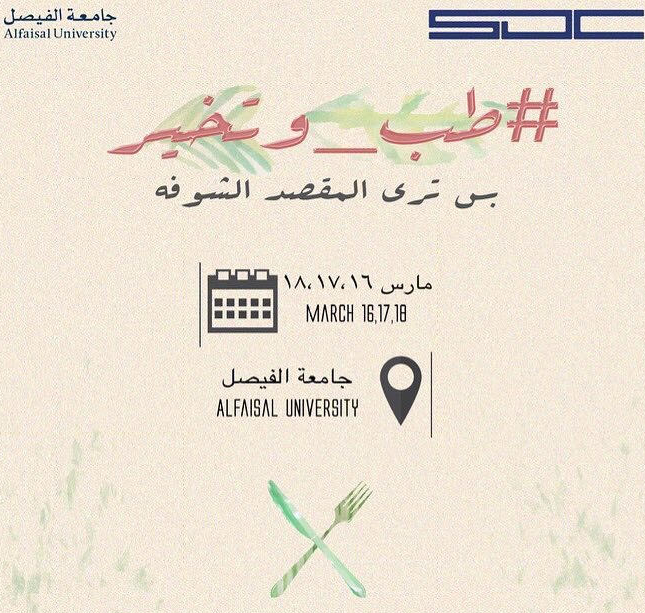 جامعة الفيصل
Alfaisal University
SDC
#طب_وتخير
بس ترى المقصد الشوفه
مارس ١٦،١٧،١٨
MARCH 16,17,18
جامعة الفيصل
ALFAISAL UNIVERSITY